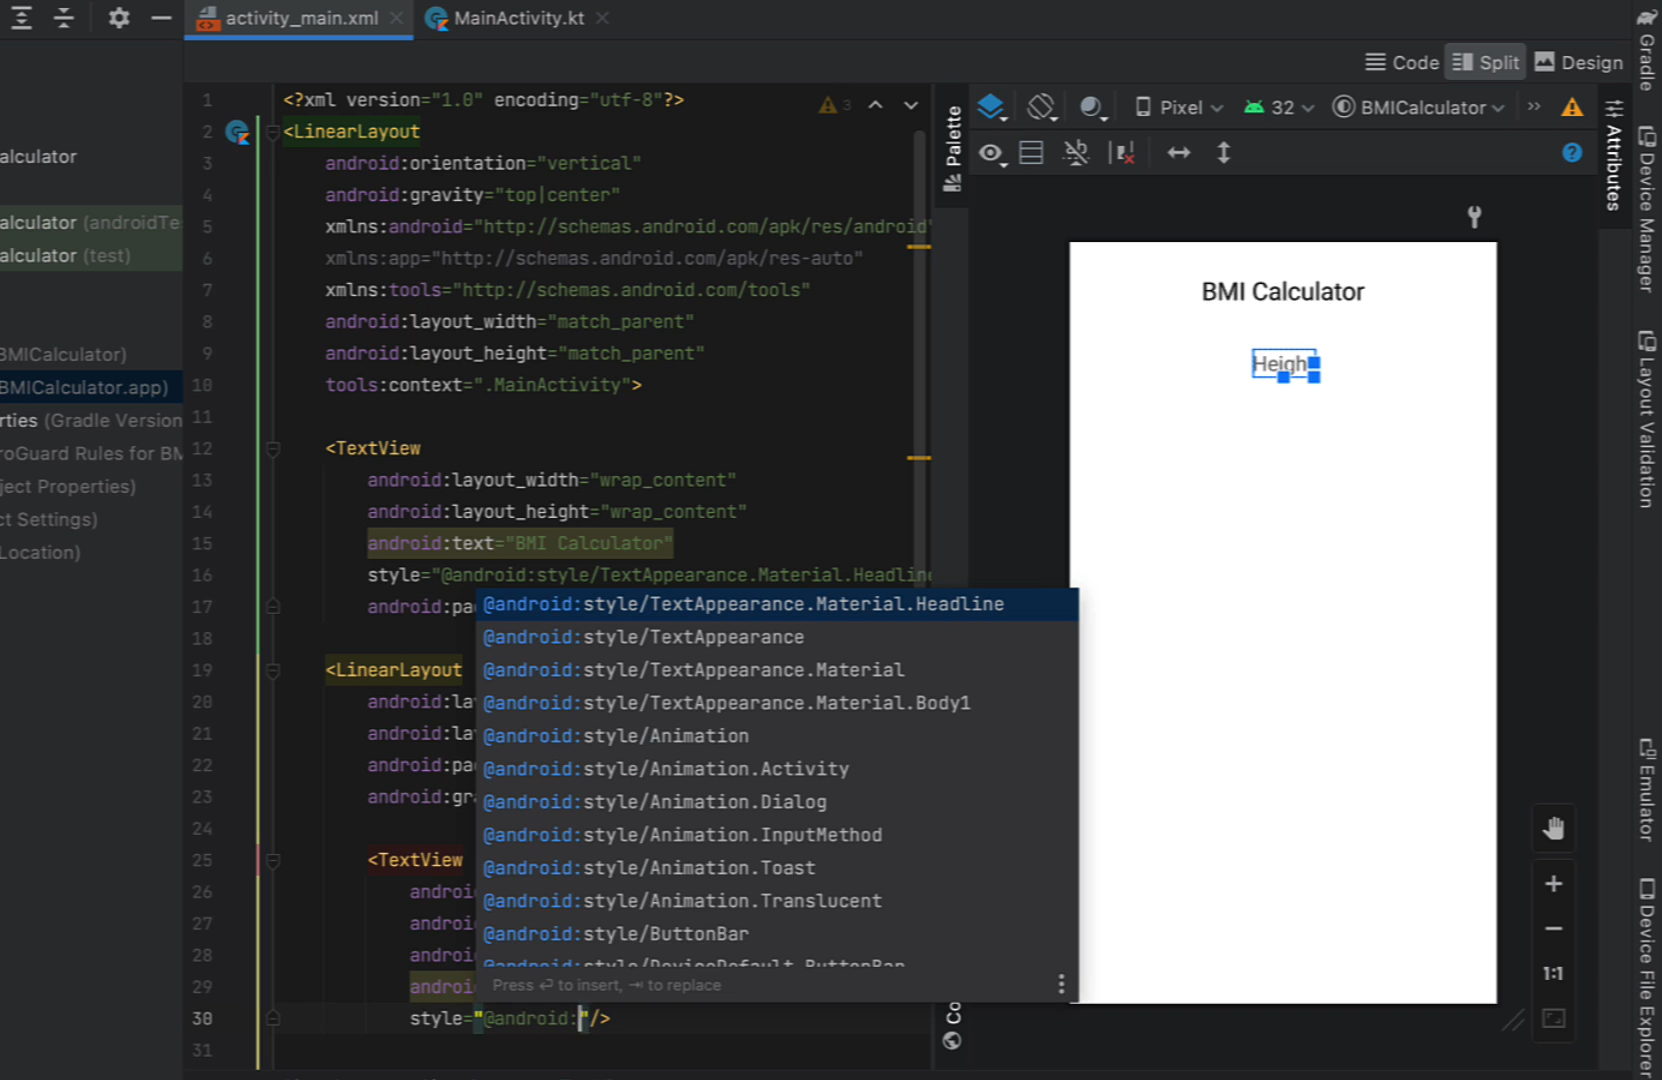 activity_main.xml
MainActivity.kt
Code
Split
Design
Gradle
alculator
alculator (androidTe
alculator (test)
BMICalculator)
BMICalculator.app)
rties (Gradle Version
roGuard Rules for BM
ject Properties)
ct Settings)
Location)
1 <?xml version="1.0" encoding="utf-8"?>
3
2 <LinearLayout
3 android:orientation="vertical"
4 android:gravity="top|center"
5 xmlns:android="http://schemas.android.com/apk/res/android"
6 xmlns:app="http://schemas.android.com/apk/res-auto"
7 xmlns:tools="http://schemas.android.com/tools"
8 android:layout_width="match_parent"
9 android:layout_height="match_parent"
10 tools:context=".MainActivity">
11
12 <TextView
13 android:layout_width="wrap_content"
14 android:layout_height="wrap_content"
15 android:text="BMI Calculator"
16 style="@android:style/TextAppearance.Material.Headline
17 android:pa
18
19 <LinearLayout
20 android:la
21 android:la
22 android:pa
23 android:gr
24
25 <TextView
26 androi
27 androi
28 androi
29 androi
30 style="@android:"/>
31
@android:style/TextAppearance.Material.Headline
@android:style/TextAppearance
@android:style/TextAppearance.Material
@android:style/TextAppearance.Material.Body1
@android:style/Animation
@android:style/Animation.Activity
@android:style/Animation.Dialog
@android:style/Animation.InputMethod
@android:style/Animation.Toast
@android:style/Animation.Translucent
@android:style/ButtonBar
@android:style/DeviceDefault.ButtonBar
Press ↵ to insert, ⇥ to replace
Palette
Co
Pixel
32
BMICalculator
BMI Calculator
Heigh
1:1
Attributes
Device Manager
Layout Validation
Emulator
Device File Explorer